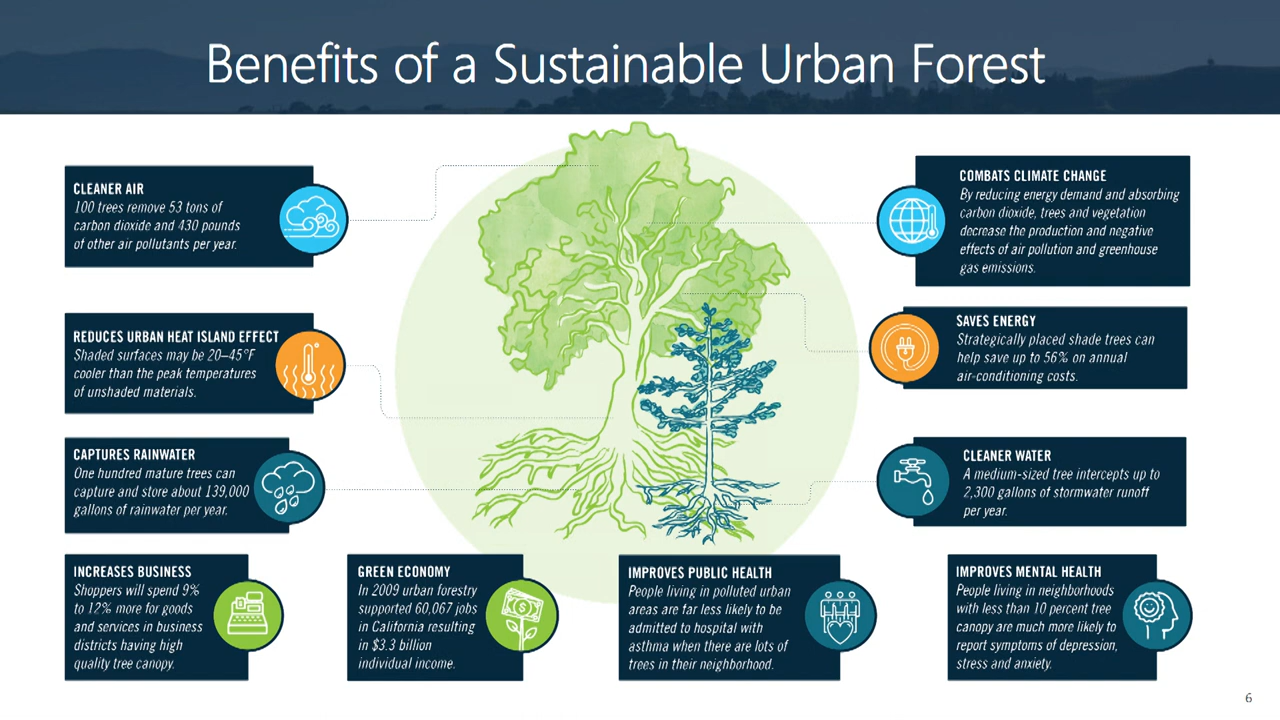 Benefits of a Sustainable Urban Forest
CLEANER AIR
100 trees remove 53 tons of
carbon dioxide and 430 pounds
of other air pollutants per year.
COMBATS CLIMATE CHANGE
By reducing energy demand and absorbing
carbon dioxide, trees and vegetation
decrease the production and negative
effects of air pollution and greenhouse
gas emissions.
REDUCES URBAN HEAT ISLAND EFFECT
Shaded surfaces may be 20–45°F
cooler than the peak temperatures
of unshaded materials.
SAVES ENERGY
Strategically placed shade trees can
help save up to 56% on annual
air-conditioning costs.
CAPTURES RAINWATER
One hundred mature trees can
capture and store about 139,000
gallons of rainwater per year.
CLEANER WATER
A medium-sized tree intercepts up to
2,300 gallons of stormwater runoff
per year.
INCREASES BUSINESS
Shoppers will spend 9%
to 12% more for goods
and services in business
districts having high
quality tree canopy.
GREEN ECONOMY
In 2009 urban forestry
supported 60,067 jobs
in California resulting
in $3.3 billion
individual income.
IMPROVES PUBLIC HEALTH
People living in polluted urban
areas are far less likely to be
admitted to hospital with
asthma when there are lots of
trees in their neighborhood.
IMPROVES MENTAL HEALTH
People living in neighborhoods
with less than 10 percent tree
canopy are much more likely to
report symptoms of depression,
stress and anxiety.
6